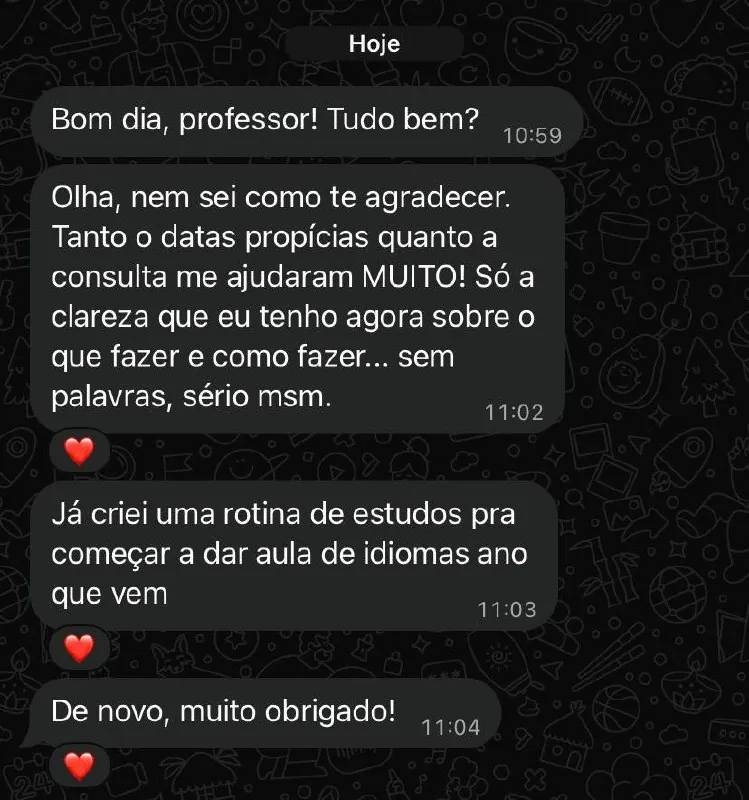 Hoje
Bom dia, professor! Tudo bem?
10:59
Olha, nem sei como te agradecer.
Tanto o datas propícias quanto a
consulta me ajudaram MUITO! Só a
clareza que eu tenho agora sobre o
que fazer e como fazer... sem
palavras, sério msm.
11:02
Já criei uma rotina de estudos pra
começar a dar aula de idiomas ano
que vem
11:03
De novo, muito obrigado!
11:04